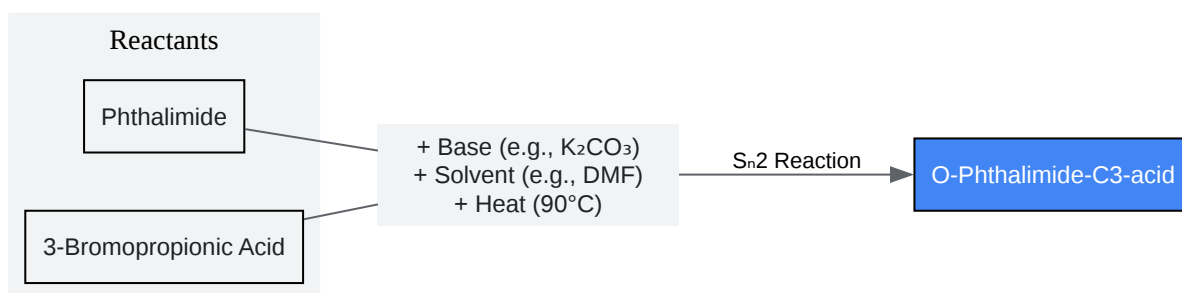 Reactants
Phthalimide
3-Bromopropionic Acid
+ Base (e.g., K₂CO₃)
+ Solvent (e.g., DMF)
+ Heat (90°C)
Sₙ2 Reaction
O-Phthalimide-C3-acid